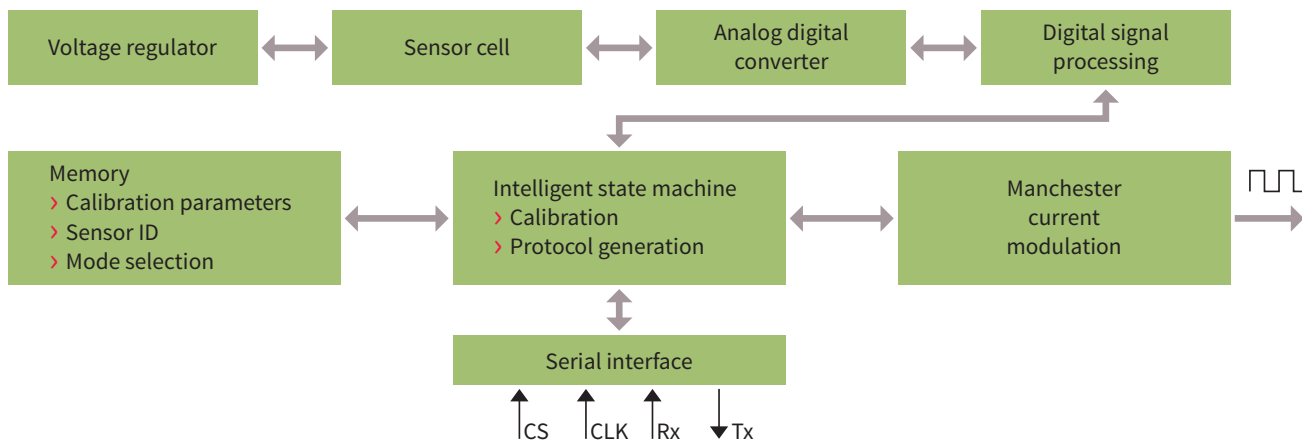 Voltage regulator
Sensor cell
Analog digital
converter
Digital signal
processing
Memory
› Calibration parameters
› Sensor ID
› Mode selection
Intelligent state machine
› Calibration
› Protocol generation
Manchester
current
modulation
Serial interface
CS
CLK
Rx
Tx